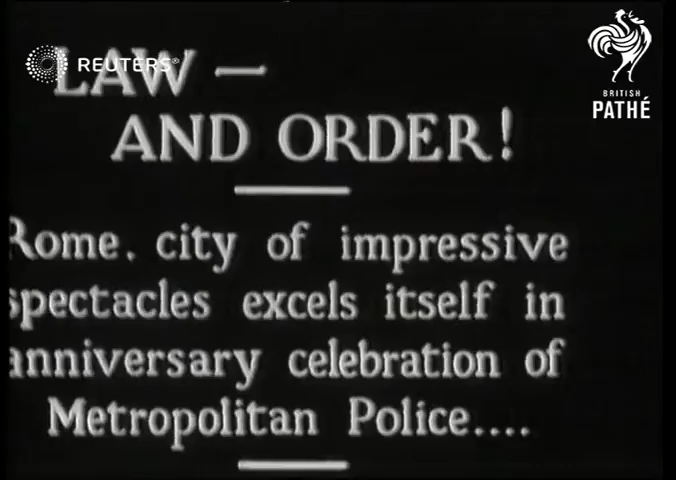 LAW —
REUTERS®
AND ORDER!
BRITISH
PATHÉ
Rome. city of impressive
spectacles excels itself in
anniversary celebration of
Metropolitan Police....